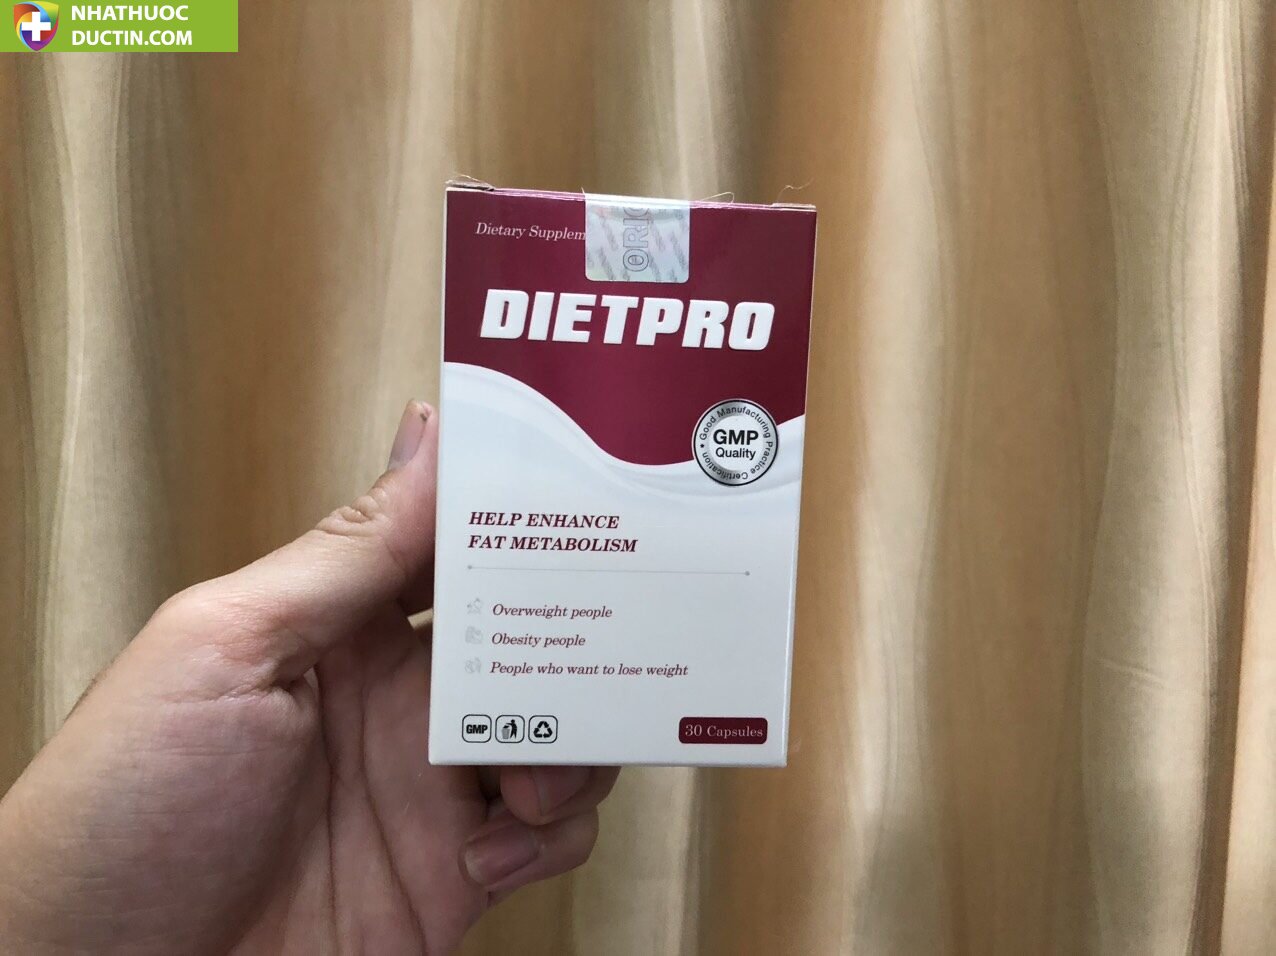 NHATHUOC
DUCTIN.COM
Dietary Supplem
ORIG
DIETPRO
Good Manufacturing Practice Certification
GMP
Quality
HELP ENHANCE
FAT METABOLISM
Overweight people
Obesity people
People who want to lose weight
GMP
30 Capsules